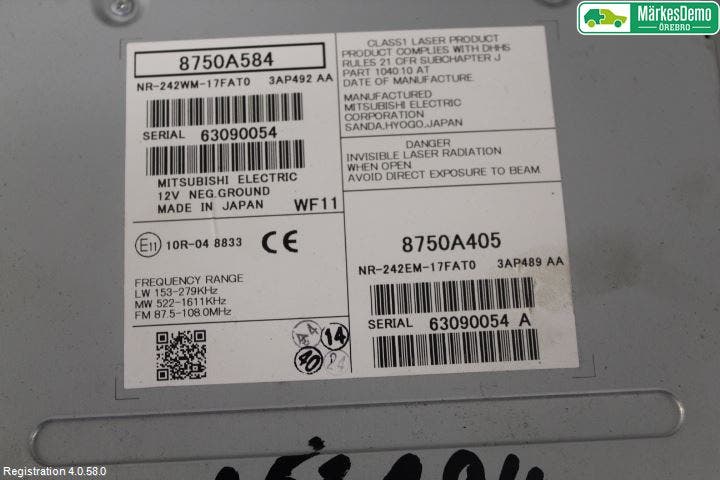 MärkesDemo
ÖREBRO
8750A584
NR-242WM-17FAT0 3AP492 AA
SERIAL 63090054
MITSUBISHI ELECTRIC
12V NEG.GROUND
MADE IN JAPAN WF11
E11 10R-04 8833 CE
FREQUENCY RANGE
LW 153-279KHz
MW 522-1611KHz
FM 87.5-108.0MHz
CLASS1 LASER PRODUCT
PRODUCT COMPLIES WITH DHHS
RULES 21 CFR SUBCHAPTER J
PART 1040.10 AT
DATE OF MANUFACTURE
MANUFACTURED
MITSUBISHI ELECTRIC
CORPORATION
SANDA,HYOGO,JAPAN
DANGER
INVISIBLE LASER RADIATION
WHEN OPEN.
AVOID DIRECT EXPOSURE TO BEAM
8750A405
NR-242EM-17FAT0 3AP489 AA
SERIAL 63090054 A
A4 14
40 24
Registration 4.0.58.0